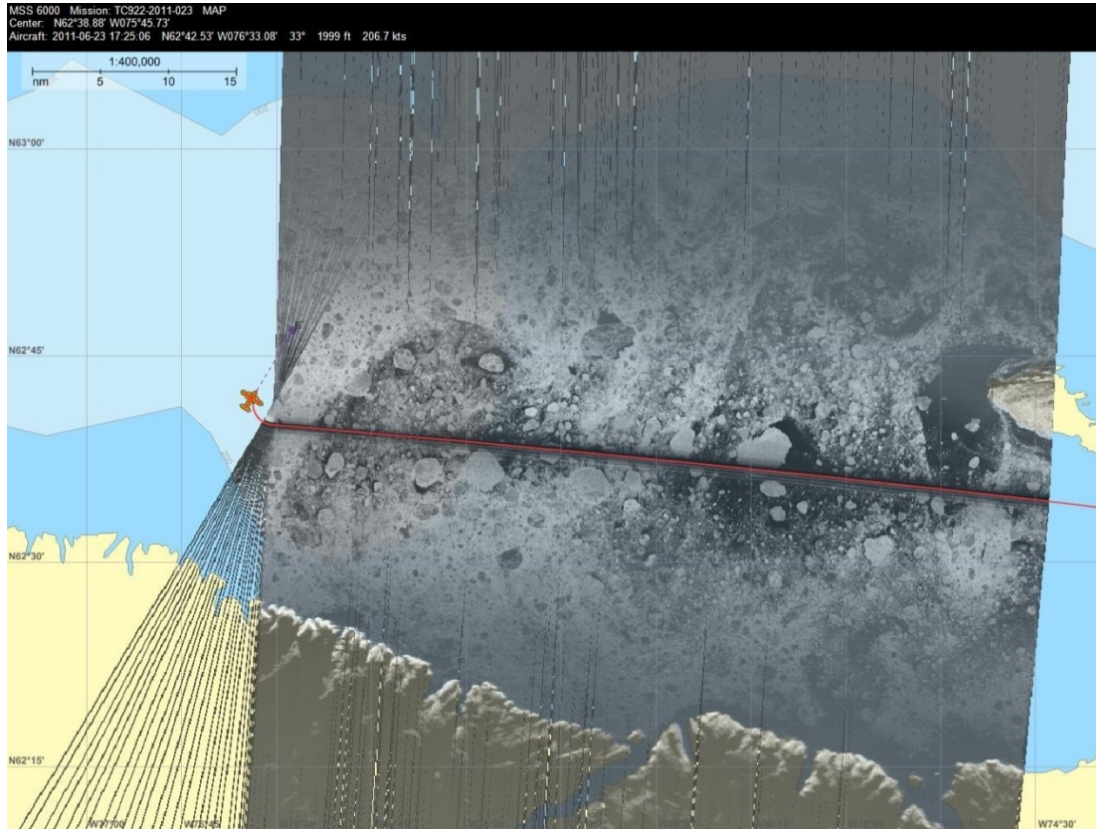 MSS 6000 Mission: TC922-2011-023 MAP
Center: N62°38.88' W075°45.73'
Aircraft: 2011-06-23 17:25:06 N62°42.53' W076°33.08' 33° 1999 ft 206.7 kts
1:400,000
nm 5 10 15
N63°00'
N62°45'
N62°30'
N62°15'
W77°00' W74°30'